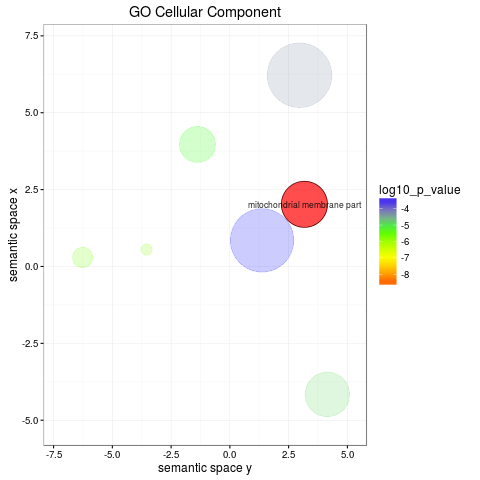 GO Cellular Component
7.5
5.0
2.5
0.0
-2.5
-5.0
semantic space x
mitochondrial membrane part
-7.5 -5.0 -2.5 0.0 2.5 5.0
semantic space y
log10_p_value
-4
-5
-6
-7
-8